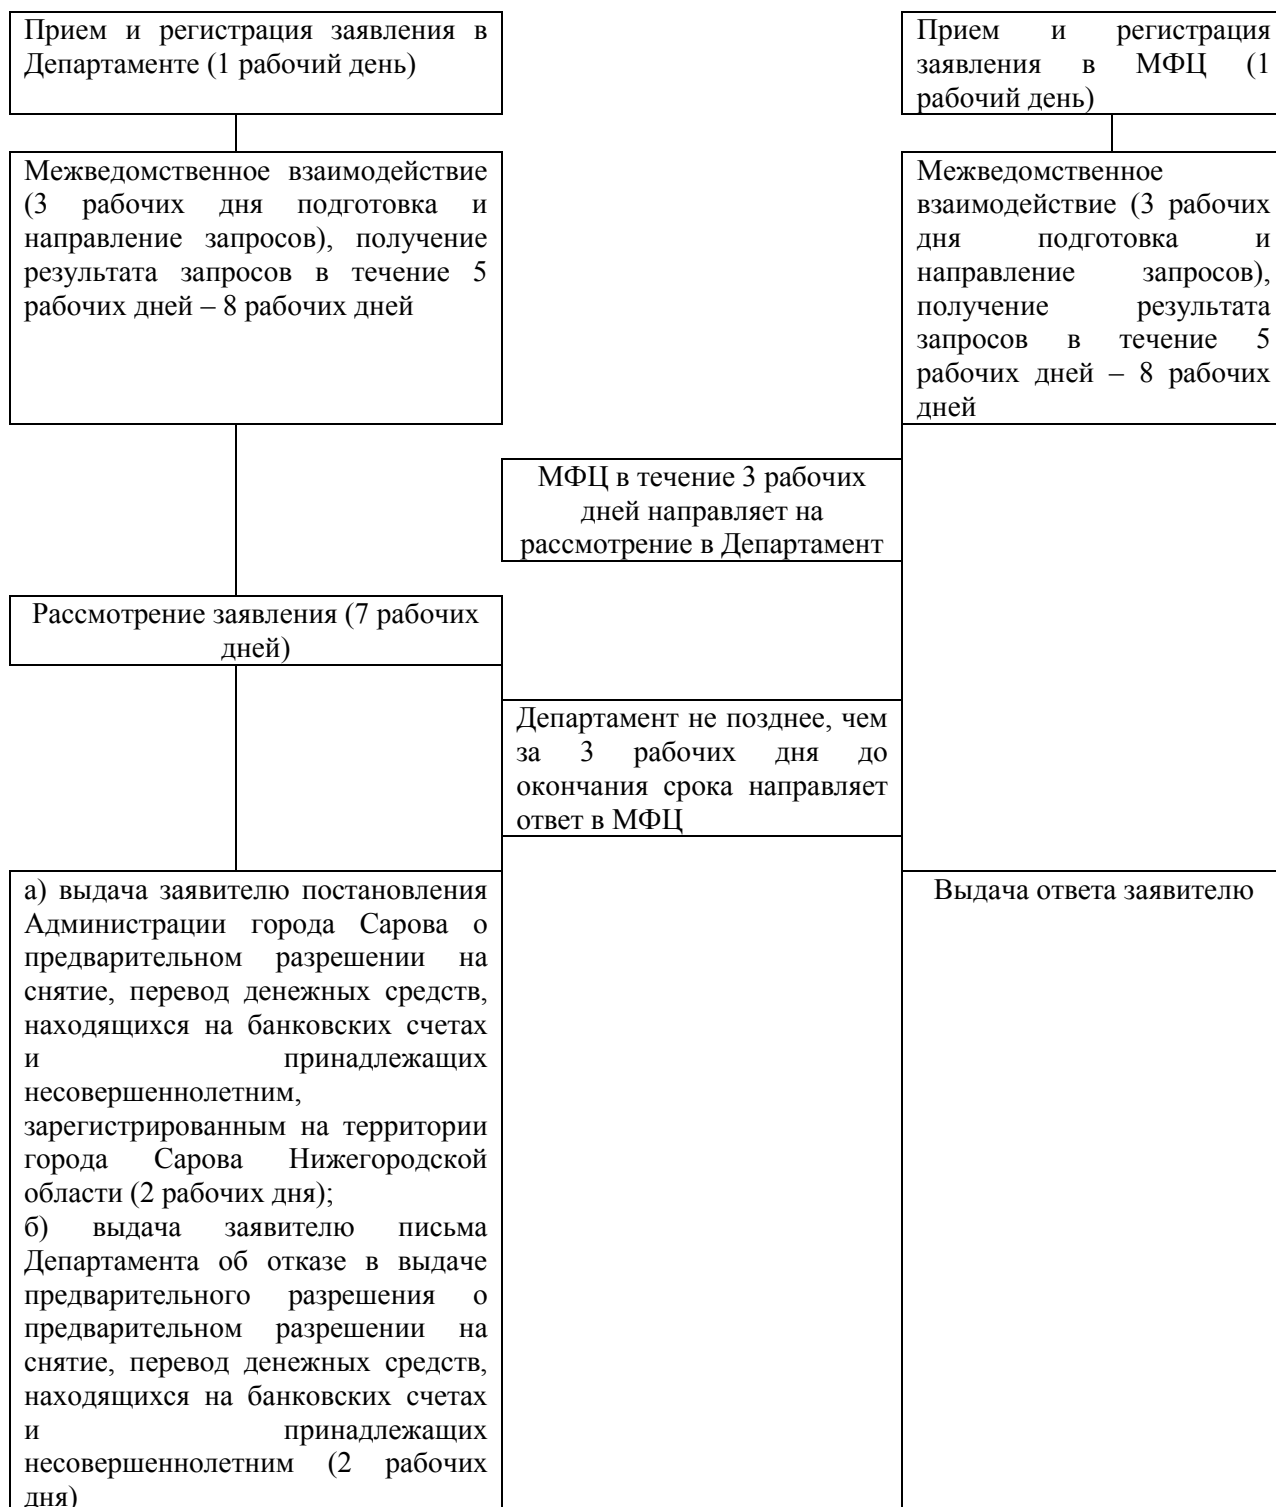 Прием и регистрация заявления в
Департаменте (1 рабочий день)
Прием и регистрация
заявления в МФЦ (1
рабочий день)
Межведомственное взаимодействие
(3 рабочих дня подготовка и
направление запросов), получение
результата запросов в течение 5
рабочих дней – 8 рабочих дней
Межведомственное
взаимодействие (3 рабочих
дня подготовка и
направление запросов),
получение результата
запросов в течение 5
рабочих дней – 8 рабочих
дней
МФЦ в течение 3 рабочих
дней направляет на
рассмотрение в Департамент
Рассмотрение заявления (7 рабочих
дней)
Департамент не позднее, чем
за 3 рабочих дня до
окончания срока направляет
ответ в МФЦ
а) выдача заявителю постановления
Администрации города Сарова о
предварительном разрешении на
снятие, перевод денежных средств,
находящихся на банковских счетах
и принадлежащих
несовершеннолетним,
зарегистрированным на территории
города Сарова Нижегородской
области (2 рабочих дня);
б) выдача заявителю письма
Департамента об отказе в выдаче
предварительного разрешения о
предварительном разрешении на
снятие, перевод денежных средств,
находящихся на банковских счетах
и принадлежащих
несовершеннолетним (2 рабочих
дня)
Выдача ответа заявителю